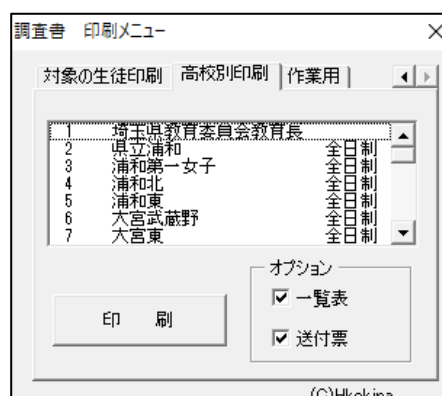 調査書 印刷メニュー
対象の生徒印刷 高校別印刷 作業用
1 埼玉県教育委員会教育長
2 県立浦和 全日制
3 浦和第一女子 全日制
4 浦和北 全日制
5 浦和東 全日制
6 大宮武蔵野 全日制
7 大宮東 全日制
オプション
一覧表
印 刷
送付票